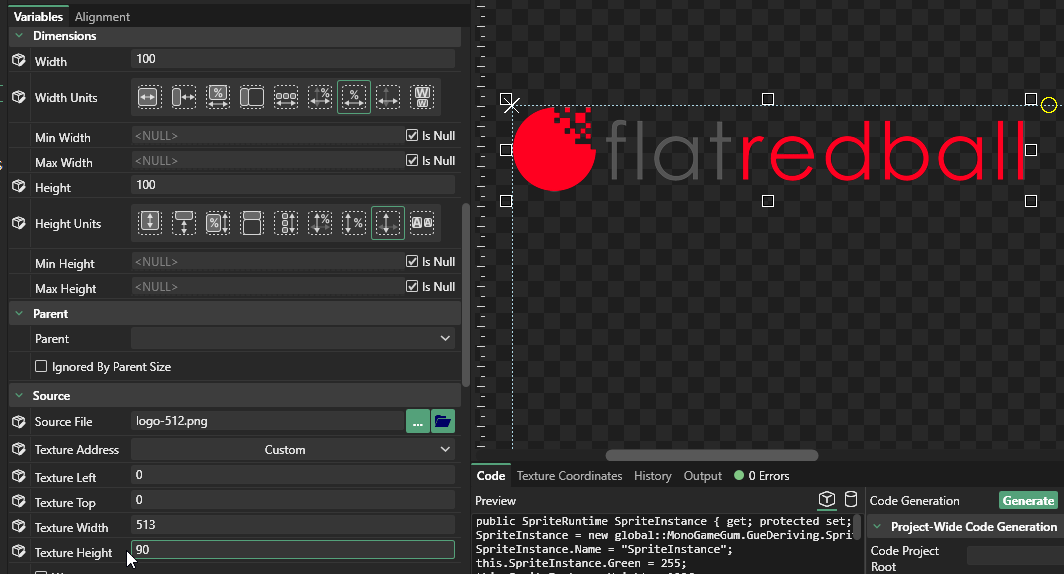 Variables Alignment
Dimensions
Width 100
Width Units %
Min Width <NULL> Is Null
Max Width <NULL> Is Null
Height 100
Height Units %
Min Height <NULL> Is Null
Max Height <NULL> Is Null
Parent
Parent
Ignored By Parent Size
Source
Source File logo-512.png ...
Texture Address Custom
Texture Left 0
Texture Top 0
Texture Width 513
Texture Height 90
flatredball
Code Texture Coordinates History Output 0 Errors
Preview
public SpriteRuntime SpriteInstance { get; protected set;
SpriteInstance = new global::MonoGameGum.GueDeriving.Spri
SpriteInstance.Name = "SpriteInstance";
this.SpriteInstance.Green = 255;
Code Generation Generate
Project-Wide Code Generation
Code Project
Root